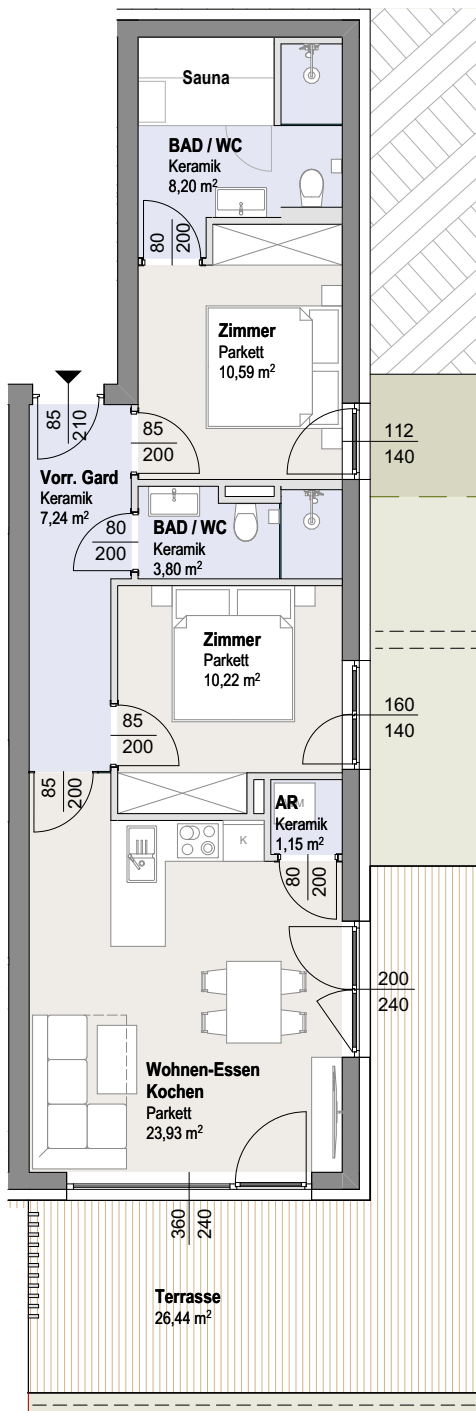 Sauna
BAD / WC
Keramik
8,20 m²
80
200
Zimmer
Parkett
10,59 m²
85
210
85
200
112
140
Vorr. Gard
Keramik
7,24 m²
80
200
BAD / WC
Keramik
3,80 m²
Zimmer
Parkett
10,22 m²
85
200
160
140
85
200
AR
Keramik
1,15 m²
K
80
200
200
240
Wohnen-Essen
Kochen
Parkett
23,93 m²
360
240
Terrasse
26,44 m²